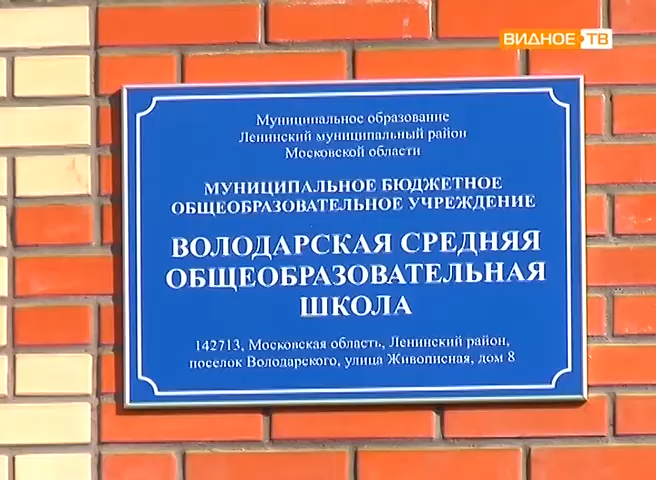 ВИДНОЕ ТВ
Муниципальное образование
Ленинский муниципальный район
Московской области
МУНИЦИПАЛЬНОЕ БЮДЖЕТНОЕ
ОБЩЕОБРАЗОВАТЕЛЬНОЕ УЧРЕЖДЕНИЕ
ВОЛОДАРСКАЯ СРЕДНЯЯ
ОБЩЕОБРАЗОВАТЕЛЬНАЯ
ШКОЛА
142713, Московская область, Ленинский район,
поселок Володарского, улица Живописная, дом 8